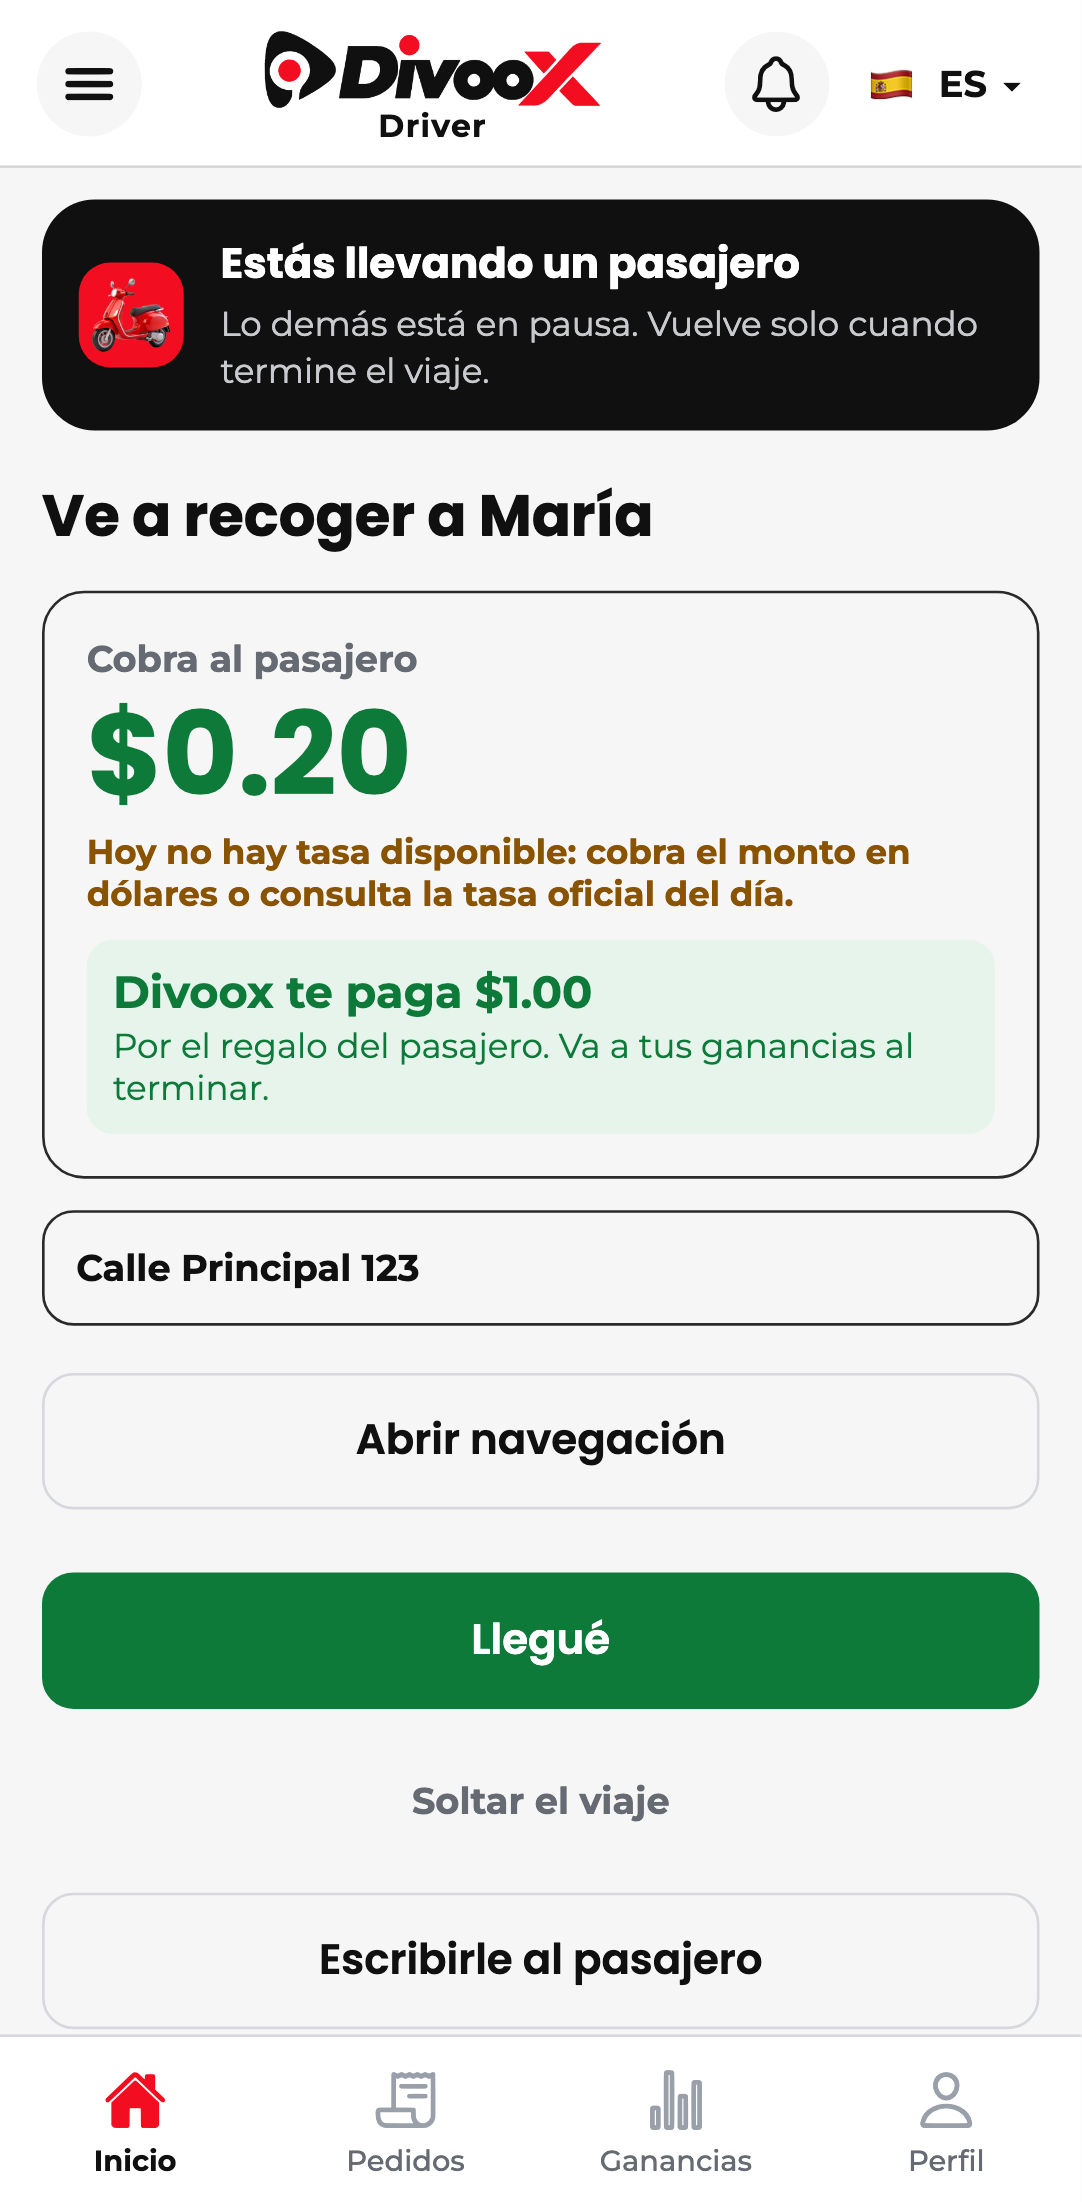 DivooX
Driver
ES
Estás llevando un pasajero
Lo demás está en pausa. Vuelve solo cuando
termine el viaje.
Ve a recoger a María
Cobra al pasajero
$0.20
Hoy no hay tasa disponible: cobra el monto en
dólares o consulta la tasa oficial del día.
Divoox te paga $1.00
Por el regalo del pasajero. Va a tus ganancias al
terminar.
Calle Principal 123
Abrir navegación
Llegué
Soltar el viaje
Escribirle al pasajero
Inicio
Pedidos
Ganancias
Perfil